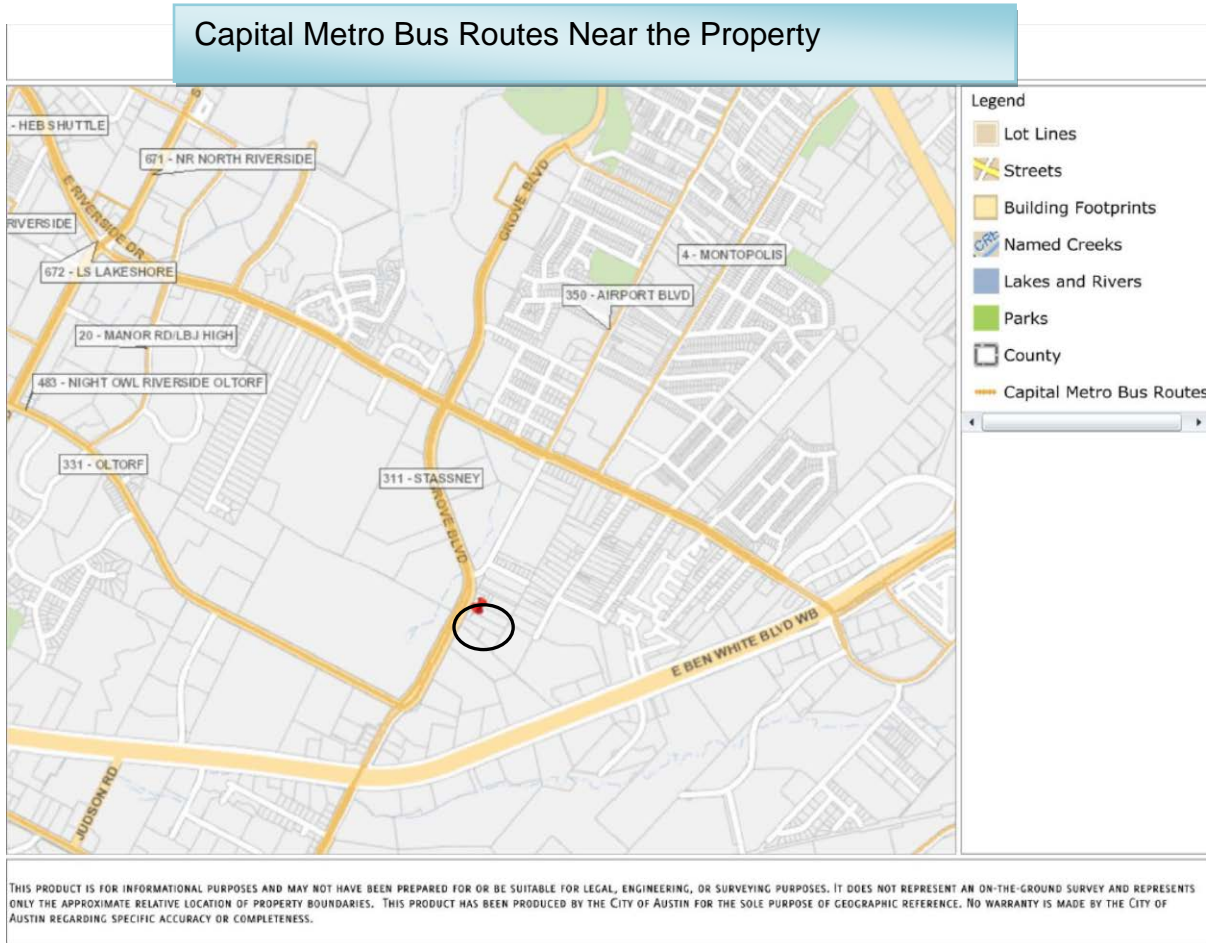 Capital Metro Bus Routes Near the Property
- HEB SHUTTLE
671 - NR NORTH RIVERSIDE
E RIVERSIDE DR
RIVERSIDE
672 - LS LAKESHORE
GROVE BLVD
4 - MONTOPOLIS
350 - AIRPORT BLVD
20 - MANOR RD/LBJ HIGH
483 - NIGHT OWL RIVERSIDE OLTORF
331 - OLTORF
311 - STASSNEY
GROVE BLVD
E BEN WHITE BLVD WB
JUDSON RD
Legend
Lot Lines
Streets
Building Footprints
Named Creeks
Lakes and Rivers
Parks
County
Capital Metro Bus Routes
THIS PRODUCT IS FOR INFORMATIONAL PURPOSES AND MAY NOT HAVE BEEN PREPARED FOR OR BE SUITABLE FOR LEGAL, ENGINEERING, OR SURVEYING PURPOSES. IT DOES NOT REPRESENT AN ON-THE-GROUND SURVEY AND REPRESENTS
ONLY THE APPROXIMATE RELATIVE LOCATION OF PROPERTY BOUNDARIES. THIS PRODUCT HAS BEEN PRODUCED BY THE CITY OF AUSTIN FOR THE SOLE PURPOSE OF GEOGRAPHIC REFERENCE. NO WARRANTY IS MADE BY THE CITY OF
AUSTIN REGARDING SPECIFIC ACCURACY OR COMPLETENESS.